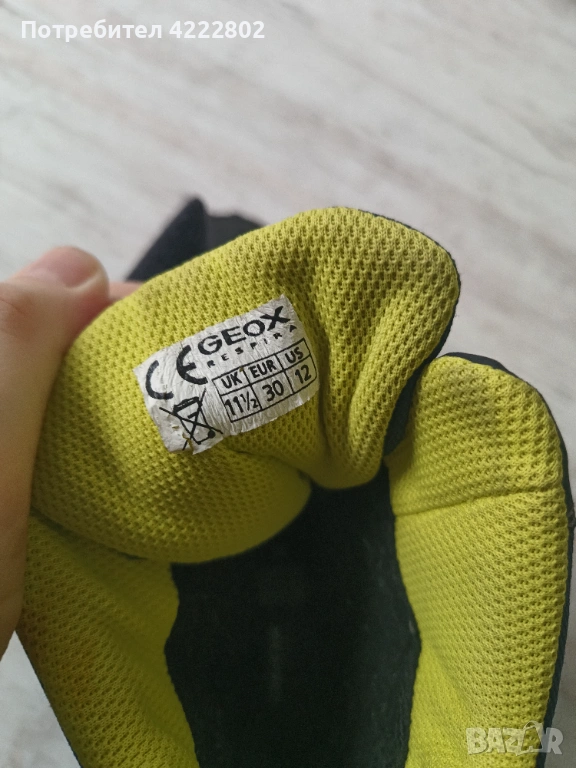 Потребител 4222802
GEOX
RESPIRA
CE
UK EUR US
11½ 30 12
BAZAR